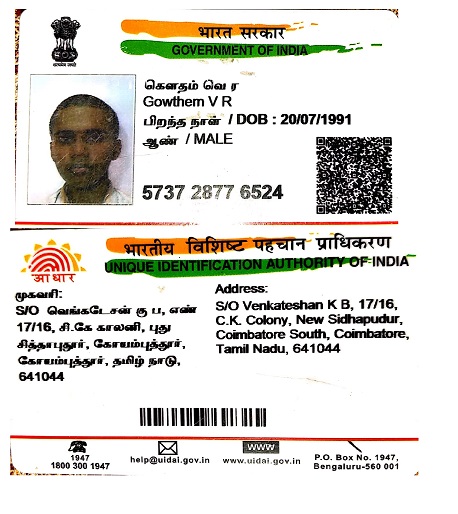 भारत सरकार
GOVERNMENT OF INDIA
கௌதம் வெ ர
Gowthem V R
பிறந்த நாள் / DOB : 20/07/1991
ஆண் / MALE
5737 2877 6524
भारतीय विशिष्ट पहचान प्राधिकरण
UNIQUE IDENTIFICATION AUTHORITY OF INDIA
आधार
முகவரி:
S/O வெங்கடேசன் கு ப, எண்
17/16, சி.கே காலனி, புது
சித்தாபுதூர், கோயம்புத்தூர்,
கோயம்புத்தூர், தமிழ் நாடு,
641044
Address:
S/O Venkateshan K B, 17/16,
C.K. Colony, New Sidhapudur,
Coimbatore South, Coimbatore,
Tamil Nadu, 641044
1947
1800 300 1947
help@uidai.gov.in
WWW
www.uidai.gov.in
P.O. Box No. 1947,
Bengaluru-560 001